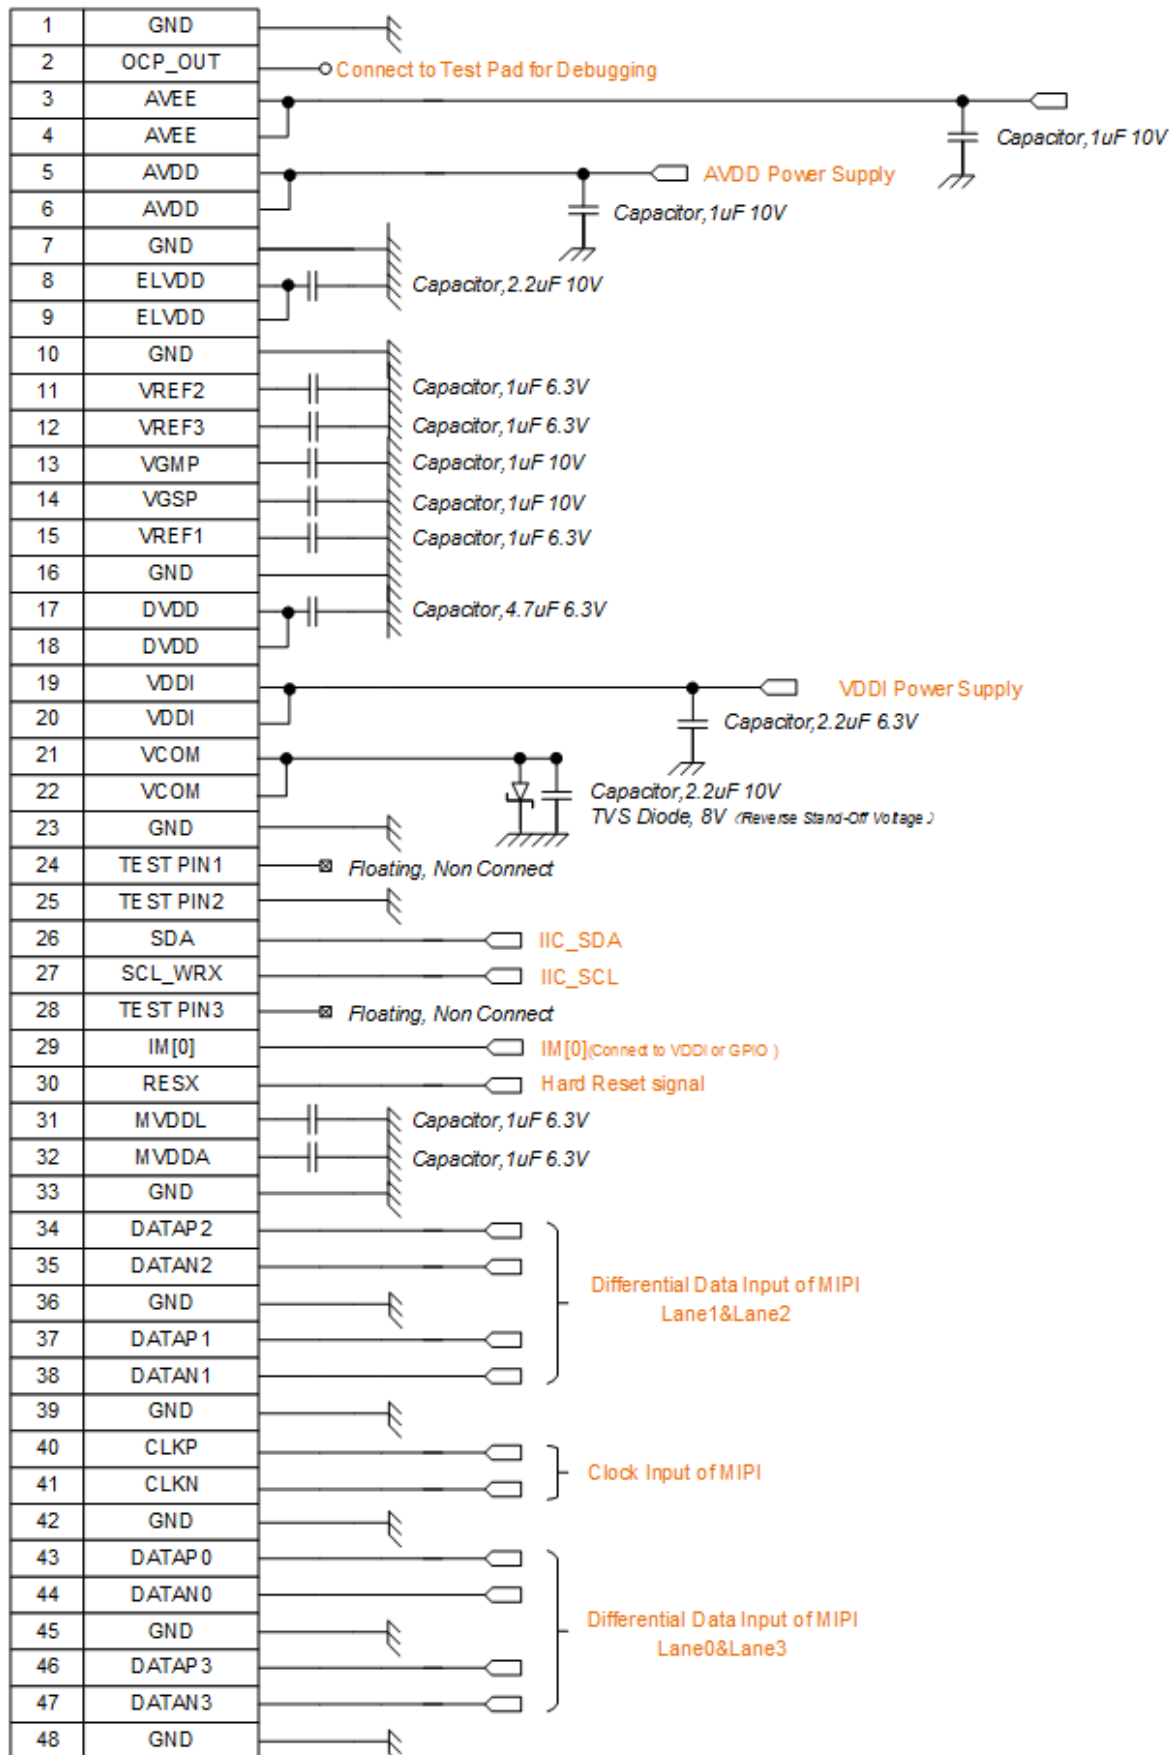 1 GND
2 OCP_OUT Connect to Test Pad for Debugging
3 AVEE
4 AVEE Capacitor,1uF 10V
5 AVDD AVDD Power Supply
6 AVDD Capacitor,1uF 10V
7 GND
8 ELVDD Capacitor,2.2uF 10V
9 ELVDD
10 GND
11 VREF2 Capacitor,1uF 6.3V
12 VREF3 Capacitor,1uF 6.3V
13 VGMP Capacitor,1uF 10V
14 VGSP Capacitor,1uF 10V
15 VREF1 Capacitor,1uF 6.3V
16 GND
17 DVDD Capacitor,4.7uF 6.3V
18 DVDD
19 VDDI VDDI Power Supply
20 VDDI Capacitor,2.2uF 6.3V
21 VCOM
22 VCOM Capacitor,2.2uF 10V
TVS Diode, 8V (Reverse Stand-Off Voltage)
23 GND
24 TEST PIN1 Floating, Non Connect
25 TEST PIN2
26 SDA IIC_SDA
27 SCL_WRX IIC_SCL
28 TEST PIN3 Floating, Non Connect
29 IM[0] IM[0](Connect to VDDI or GPIO )
30 RESX Hard Reset signal
31 MVDDL Capacitor,1uF 6.3V
32 MVDDA Capacitor,1uF 6.3V
33 GND
34 DATAP2
35 DATAN2
Differential Data Input of MIPI
36 GND
Lane1&Lane2
37 DATAP1
38 DATAN1
39 GND
40 CLKP
Clock Input of MIPI
41 CLKN
42 GND
43 DATAP0
44 DATAN0
Differential Data Input of MIPI
45 GND
Lane0&Lane3
46 DATAP3
47 DATAN3
48 GND